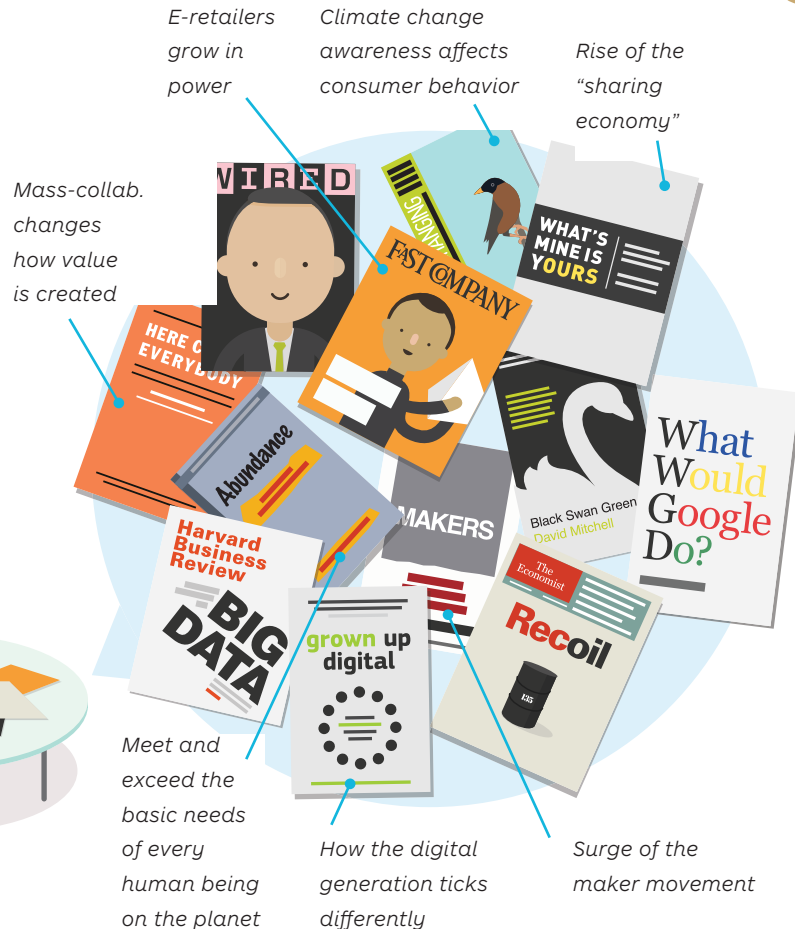 E-retailers
grow in
power
Climate change
awareness affects
consumer behavior
Rise of the
“sharing
economy”
Mass-collab.
changes
how value
is created
WIRED
ANGING
FAST COMPANY
WHAT'S
MINE IS
YOURS
HERE C
EVERYBODY
Abundance
MAKERS
Black Swan Green
David Mitchell
What
Would
Google
Do?
Harvard
Business
Review
BIG
DATA
grown up
digital
The
Economist
Recoil
135
Meet and
exceed the
basic needs
of every
human being
on the planet
How the digital
generation ticks
differently
Surge of the
maker movement